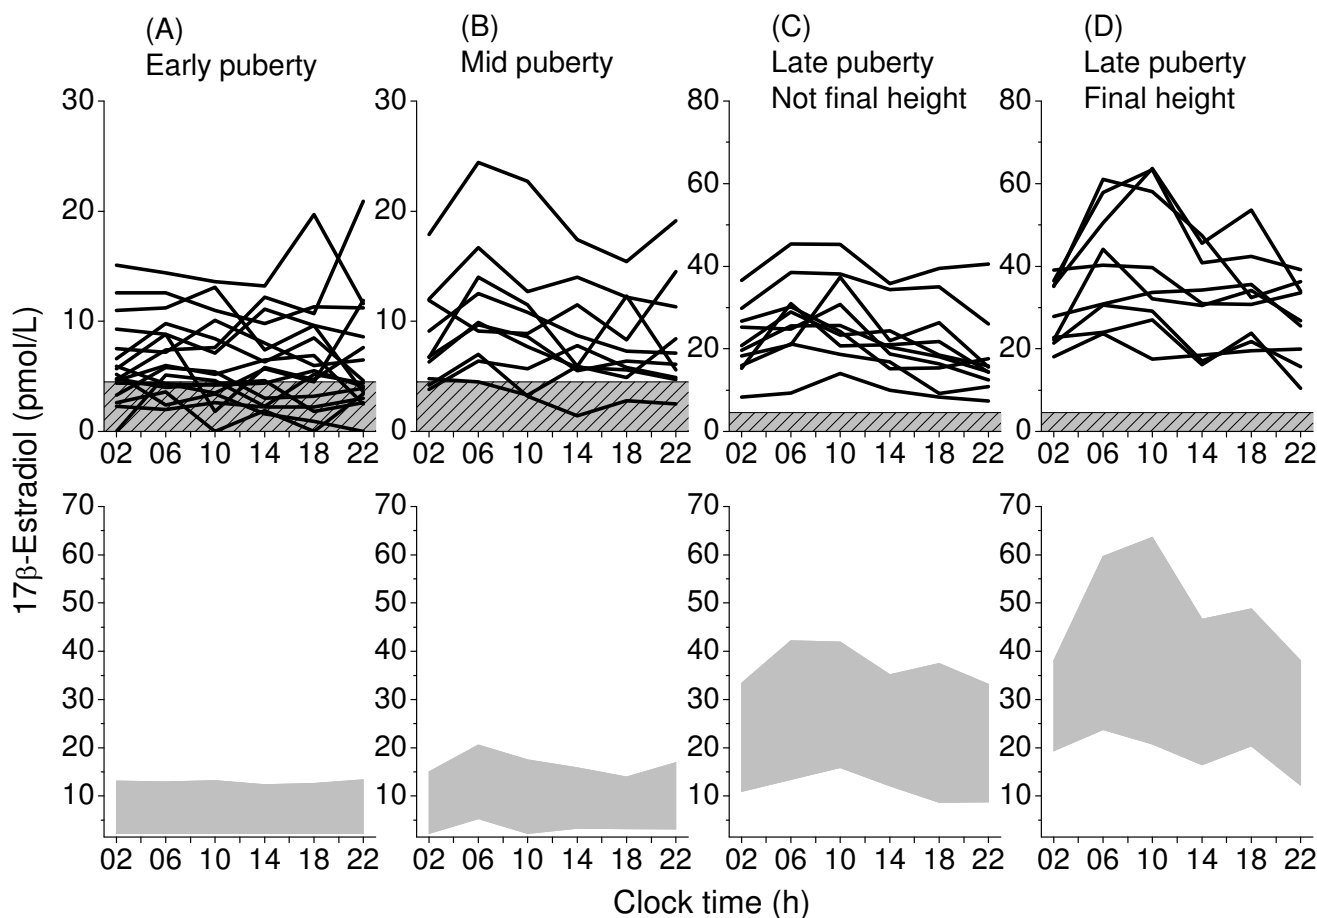 (A)
Early puberty
(B)
Mid puberty
(C)
Late puberty
Not final height
(D)
Late puberty
Final height
17β-Estradiol (pmol/L)
30
20
10
0
02 06 10 14 18 22
30
20
10
0
02 06 10 14 18 22
80
60
40
20
0
02 06 10 14 18 22
80
60
40
20
0
02 06 10 14 18 22
70
60
50
40
30
20
10
02 06 10 14 18 22
70
60
50
40
30
20
10
02 06 10 14 18 22
70
60
50
40
30
20
10
02 06 10 14 18 22
70
60
50
40
30
20
10
02 06 10 14 18 22
Clock time (h)